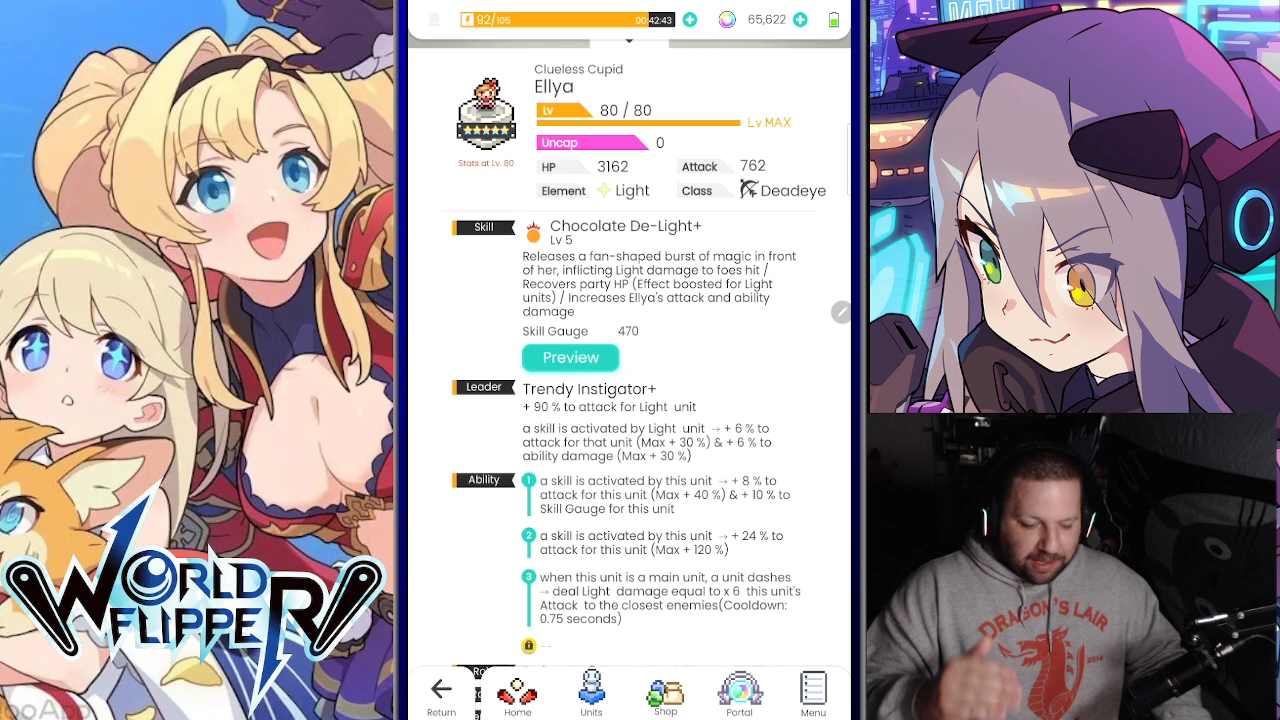 92/105
00:42:43
65,622
Clueless Cupid
Ellya
Lv 80 / 80
Lv MAX
Uncap 0
Stats at Lv. 80
HP 3162 Attack 762
Element Light Class Deadeye
Skill Chocolate De-Light+
Lv 5
Releases a fan-shaped burst of magic in front
of her, inflicting Light damage to foes hit /
Recovers party HP (Effect boosted for Light
units) / Increases Ellya's attack and ability
damage
Skill Gauge 470
Preview
Leader Trendy Instigator+
+ 90 % to attack for Light unit
a skill is activated by Light unit → + 6 % to
attack for that unit (Max + 30 %) & + 6 % to
ability damage (Max + 30 %)
Ability 1 a skill is activated by this unit → + 8 % to
attack for this unit (Max + 40 %) & + 10 % to
Skill Gauge for this unit
2 a skill is activated by this unit → + 24 % to
attack for this unit (Max + 120 %)
3 when this unit is a main unit, a unit dashes
→ deal Light damage equal to x 6 this unit's
Attack to the closest enemies(Cooldown:
0.75 seconds)
--
Return Home Units Shop Portal Menu
WORLD
FLIPPER
DRAGON'S LAIR
2014